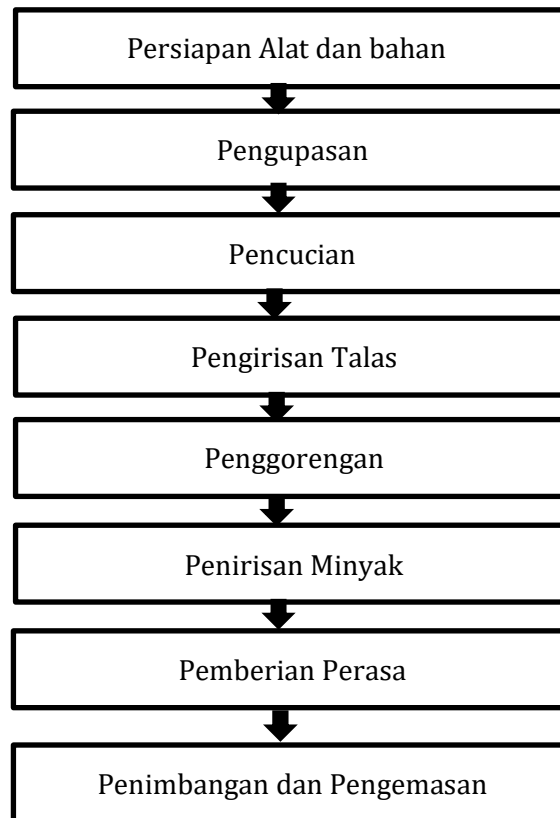 Persiapan Alat dan bahan
Pengupasan
Pencucian
Pengirisan Talas
Penggorengan
Penirisan Minyak
Pemberian Perasa
Penimbangan dan Pengemasan